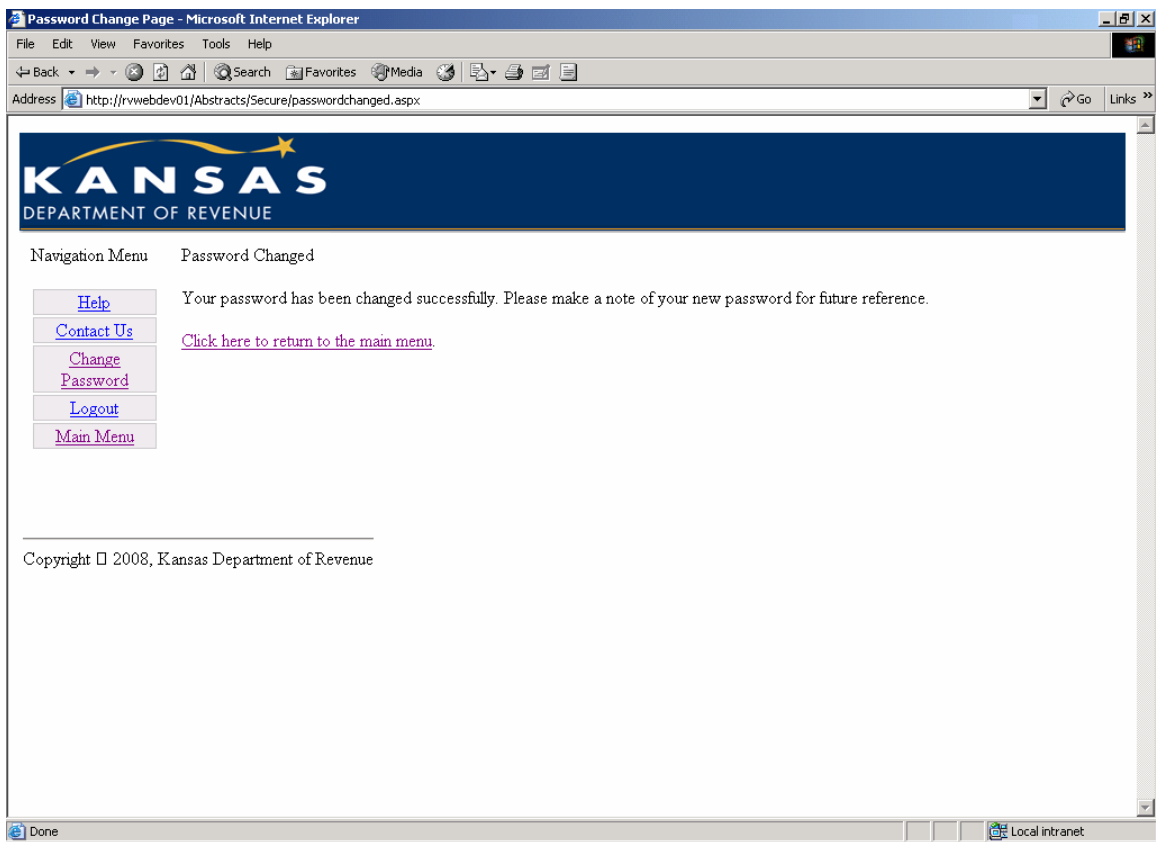 Password Change Page - Microsoft Internet Explorer
File Edit View Favorites Tools Help
Back Search Favorites Media
Address http://rvwebdev01/Abstracts/Secure/passwordchanged.aspx Go Links »
KANSAS
DEPARTMENT OF REVENUE
Navigation Menu Password Changed
Help Your password has been changed successfully. Please make a note of your new password for future reference.
Contact Us Click here to return to the main menu.
Change
Password
Logout
Main Menu
Copyright □ 2008, Kansas Department of Revenue
Done Local intranet